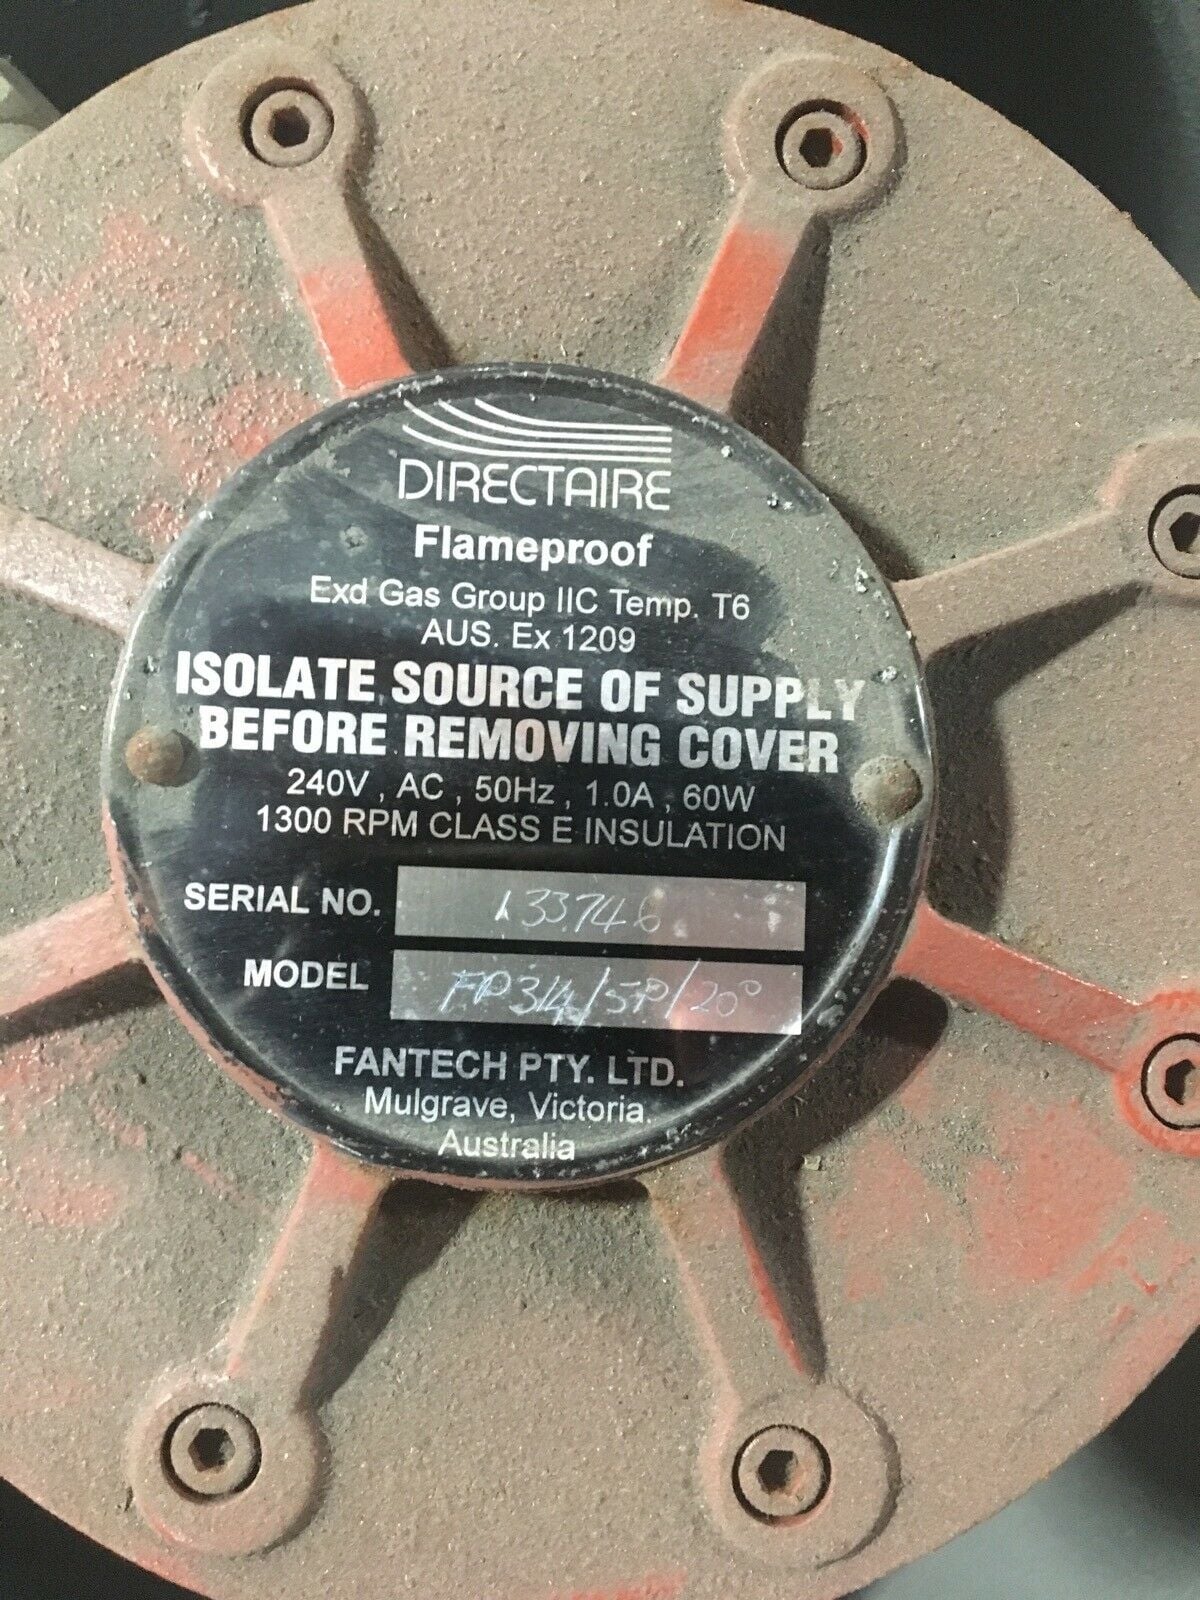 DIRECTAIRE
Flameproof
Exd Gas Group IIC Temp. T6
AUS. Ex 1209
ISOLATE SOURCE OF SUPPLY
BEFORE REMOVING COVER
240V , AC , 50Hz , 1.0A , 60W
1300 RPM CLASS E INSULATION
SERIAL NO. 133746
MODEL FP314/5P/20°
FANTECH PTY. LTD.
Mulgrave, Victoria.
Australia